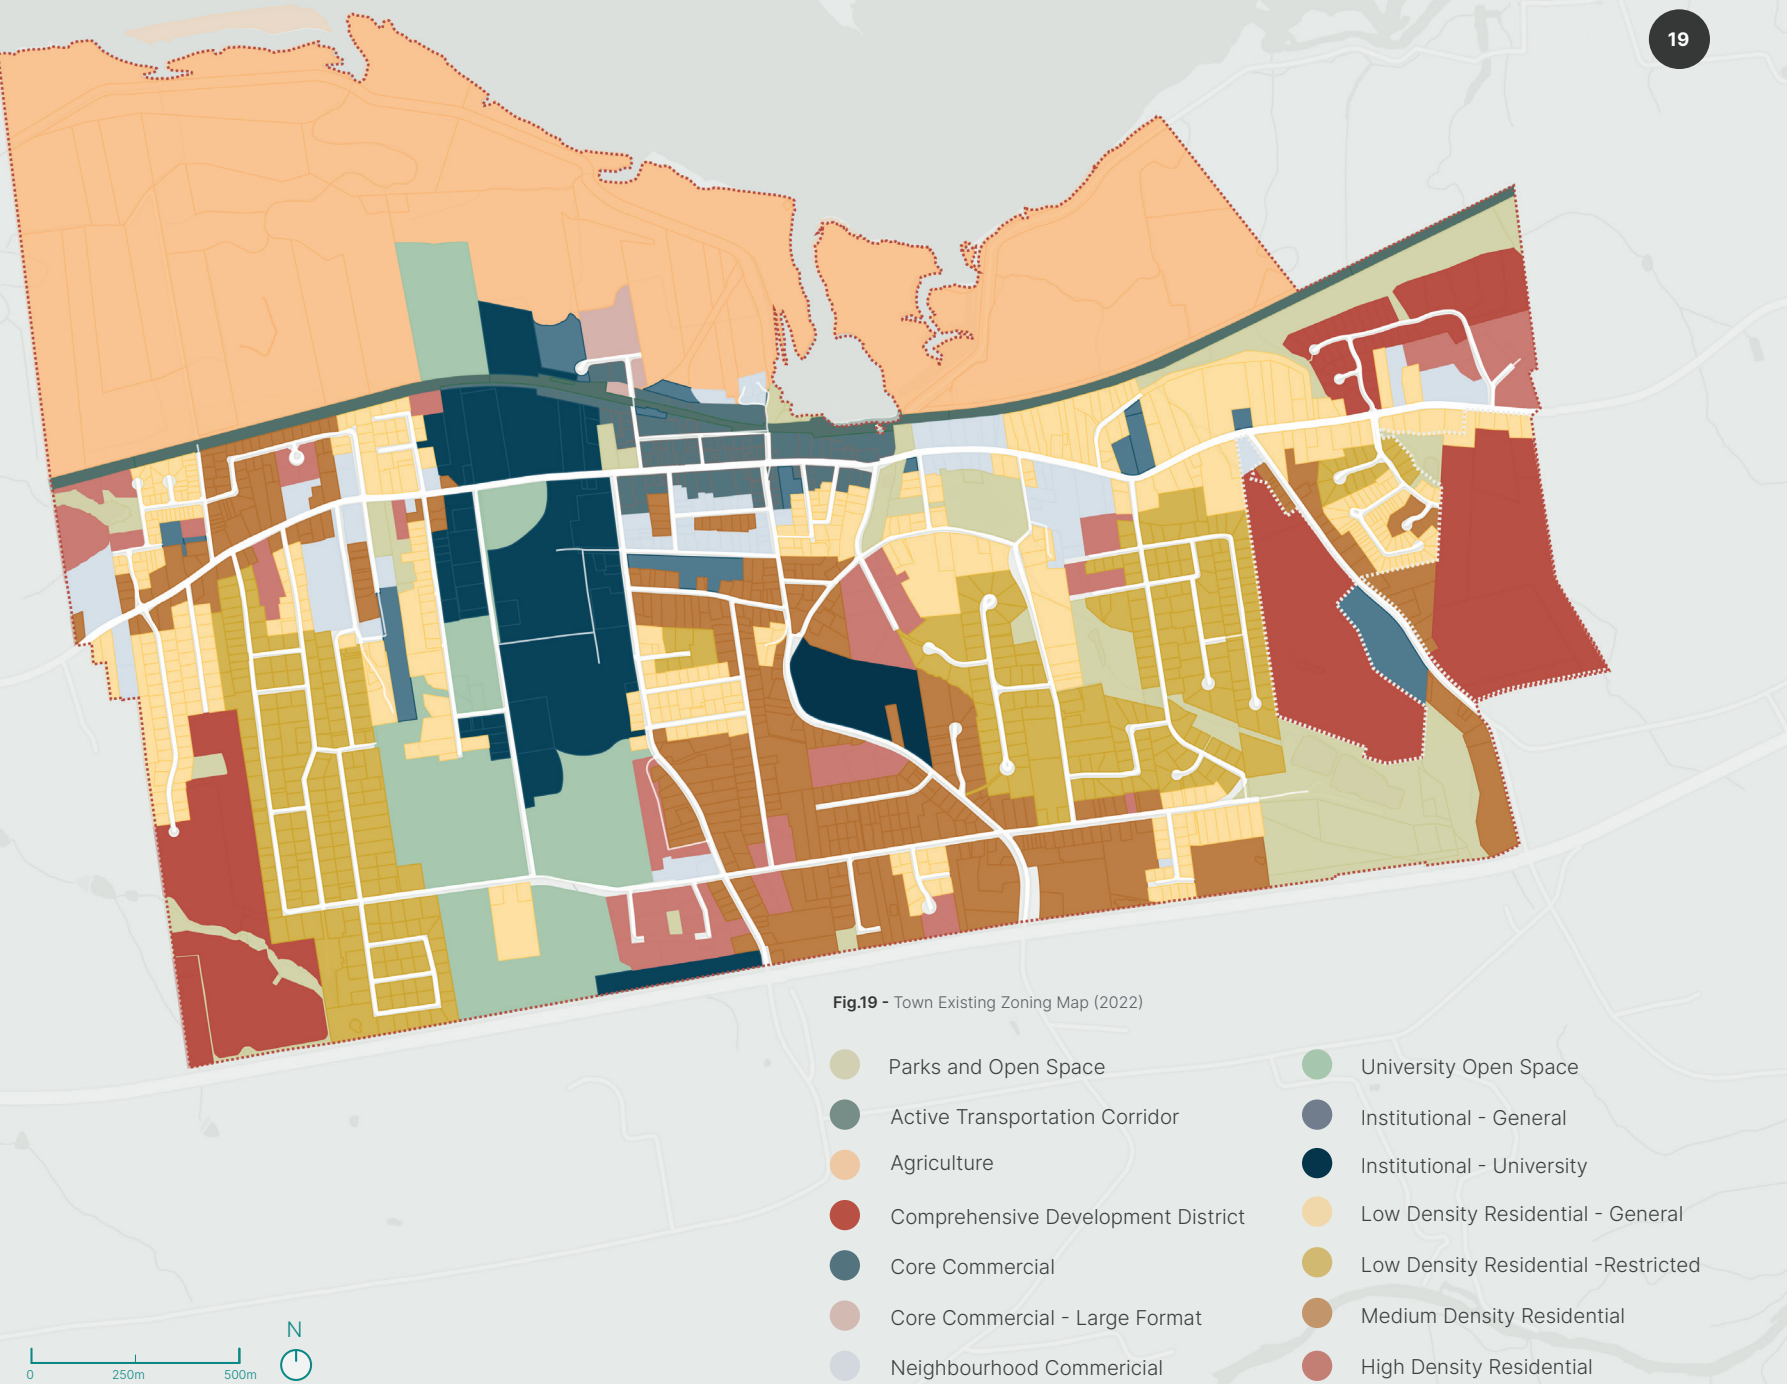 19
Fig.19 - Town Existing Zoning Map (2022)
Parks and Open Space
Active Transportation Corridor
Agriculture
Comprehensive Development District
Core Commercial
Core Commercial - Large Format
Neighbourhood Commericial
University Open Space
Institutional - General
Institutional - University
Low Density Residential - General
Low Density Residential -Restricted
Medium Density Residential
High Density Residential
N
0 250m 500m